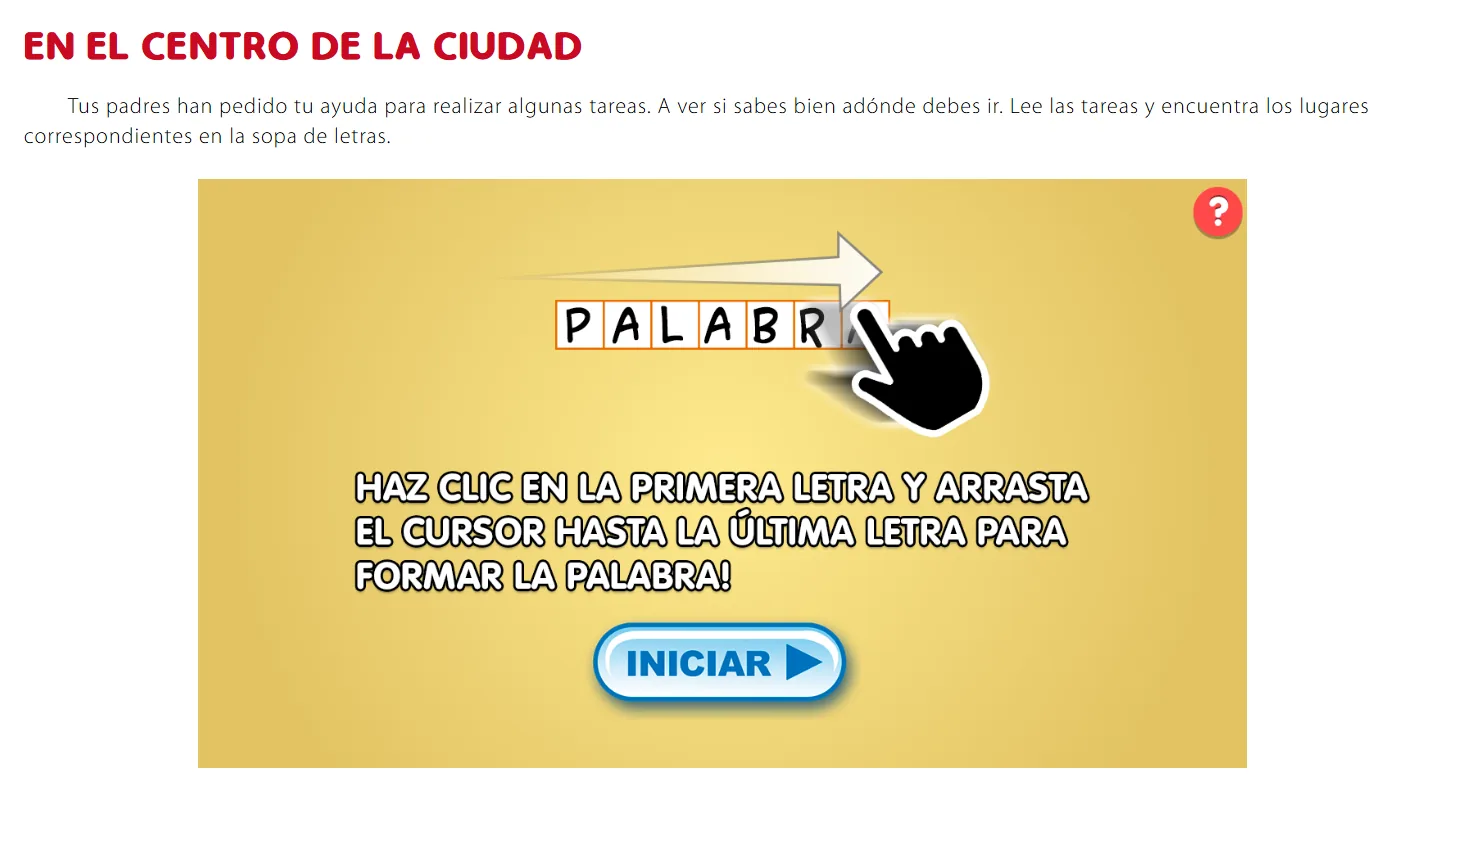 EN EL CENTRO DE LA CIUDAD
Tus padres han pedido tu ayuda para realizar algunas tareas. A ver si sabes bien adónde debes ir. Lee las tareas y encuentra los lugares
correspondientes en la sopa de letras.
?
PALABRA
HAZ CLIC EN LA PRIMERA LETRA Y ARRASTA
EL CURSOR HASTA LA ÚLTIMA LETRA PARA
FORMAR LA PALABRA!
INICIAR